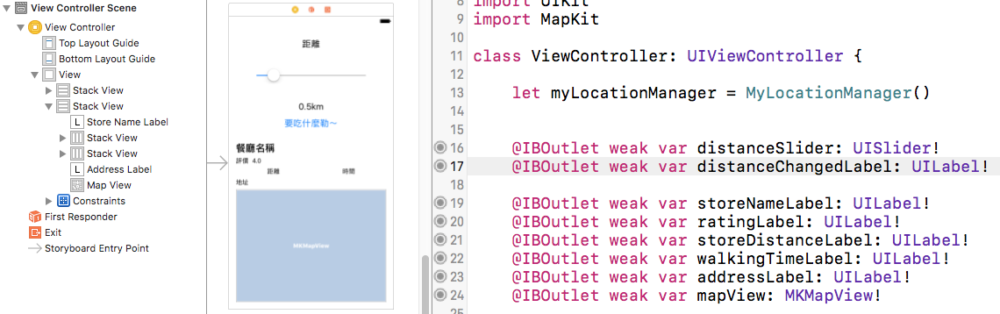 View Controller Scene
View Controller
Top Layout Guide
Bottom Layout Guide
View
Stack View
Stack View
L Store Name Label
Stack View
Stack View
L Address Label
Map View
Constraints
First Responder
Exit
Storyboard Entry Point
距離
0.5km
要吃什麼勒～
餐廳名稱
評價 4.0
距離 時間
地址
MKMapView
8 import UIKit
9 import MapKit
10
11 class ViewController: UIViewController {
12
13 let myLocationManager = MyLocationManager()
14
15
16 @IBOutlet weak var distanceSlider: UISlider!
17 @IBOutlet weak var distanceChangedLabel: UILabel!
18
19 @IBOutlet weak var storeNameLabel: UILabel!
20 @IBOutlet weak var ratingLabel: UILabel!
21 @IBOutlet weak var storeDistanceLabel: UILabel!
22 @IBOutlet weak var walkingTimeLabel: UILabel!
23 @IBOutlet weak var addressLabel: UILabel!
24 @IBOutlet weak var mapView: MKMapView!
25